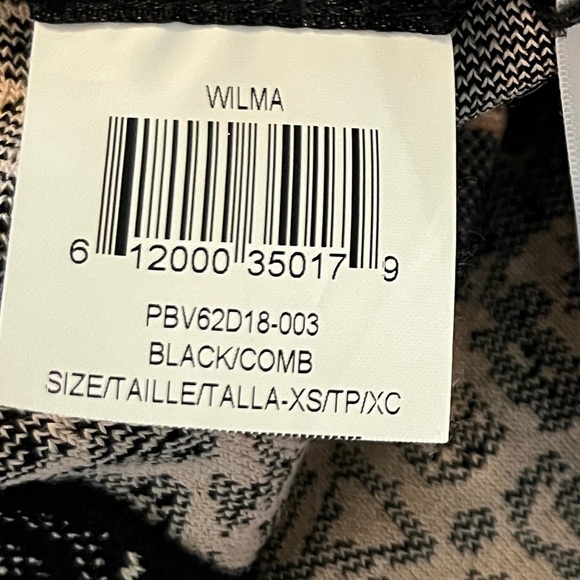 WILMA
6 12000 35017 9
PBV62D18-003
BLACK/COMB
SIZE/TAILLE/TALLA-XS/TP/XC